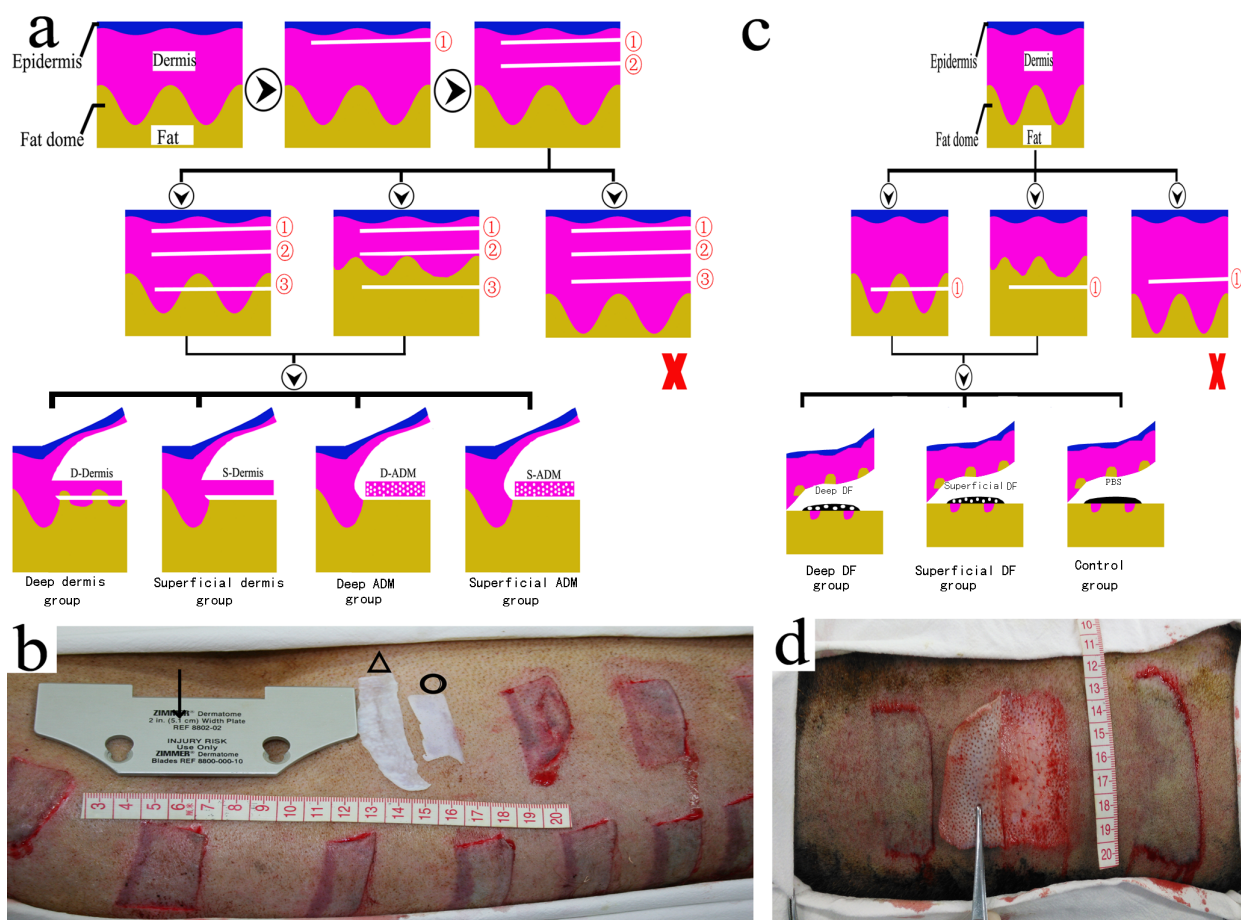 a
Epidermis
Dermis
Fat dome
Fat
①
①
②
①
②
③
①
②
③
①
②
③
X
D-Dermis
S-Dermis
D-ADM
S-ADM
Deep dermis
group
Superficial dermis
group
Deep ADM
group
Superficial ADM
group
c
Epidermis
Dermis
Fat dome
Fat
①
①
①
X
Deep DF
Superficial DF
PBS
Deep DF
group
Superficial DF
group
Control
group
b
ZIMMER® Dermatome
2 in. (5.1 cm) Width Plate
REF 8802-02
INJURY RISK
Use Only
ZIMMER® Dermatome
Blades REF 8800-000-10
3 4 5 6 厘米 7 8 9 10 11 12 13 14 15 16 17 18 19 20
d
10
11
12
13
14
15
16
17
18
19
20